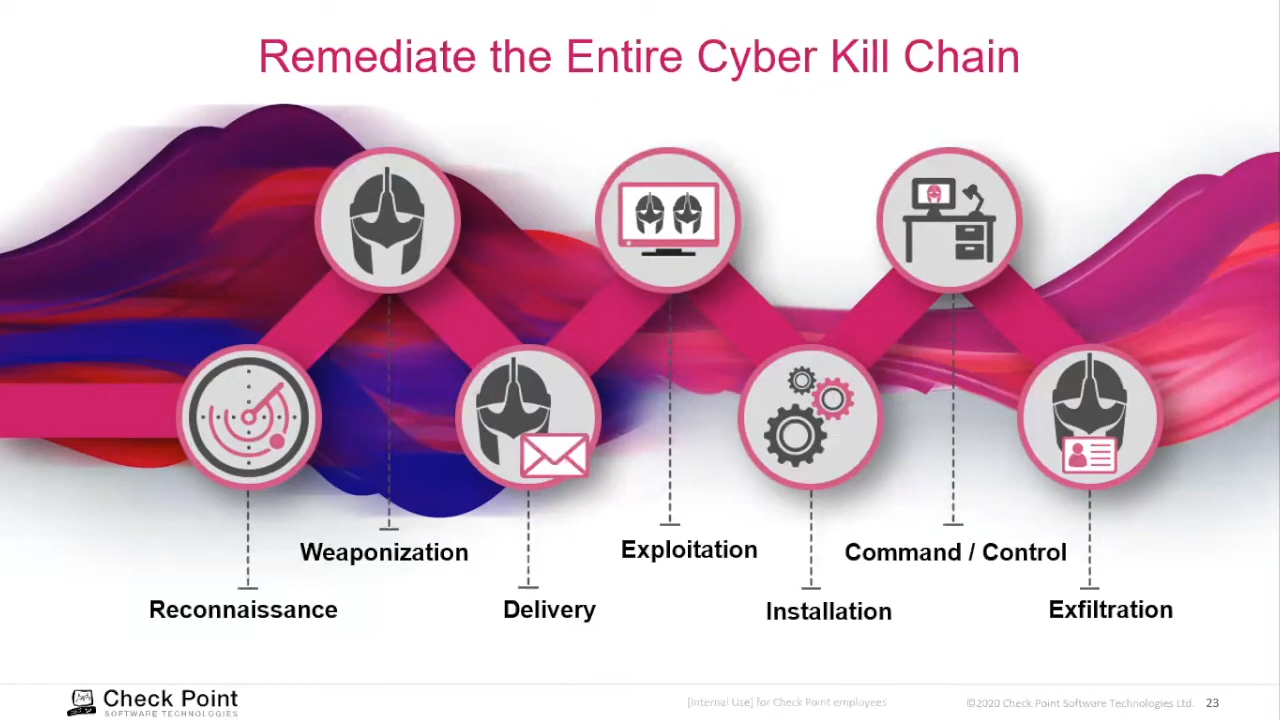 Remediate the Entire Cyber Kill Chain
Weaponization
Exploitation
Command / Control
Reconnaissance
Delivery
Installation
Exfiltration
Check Point
SOFTWARE TECHNOLOGIES
[Internal Use] for Check Point employees
©2020 Check Point Software Technologies Ltd.
23